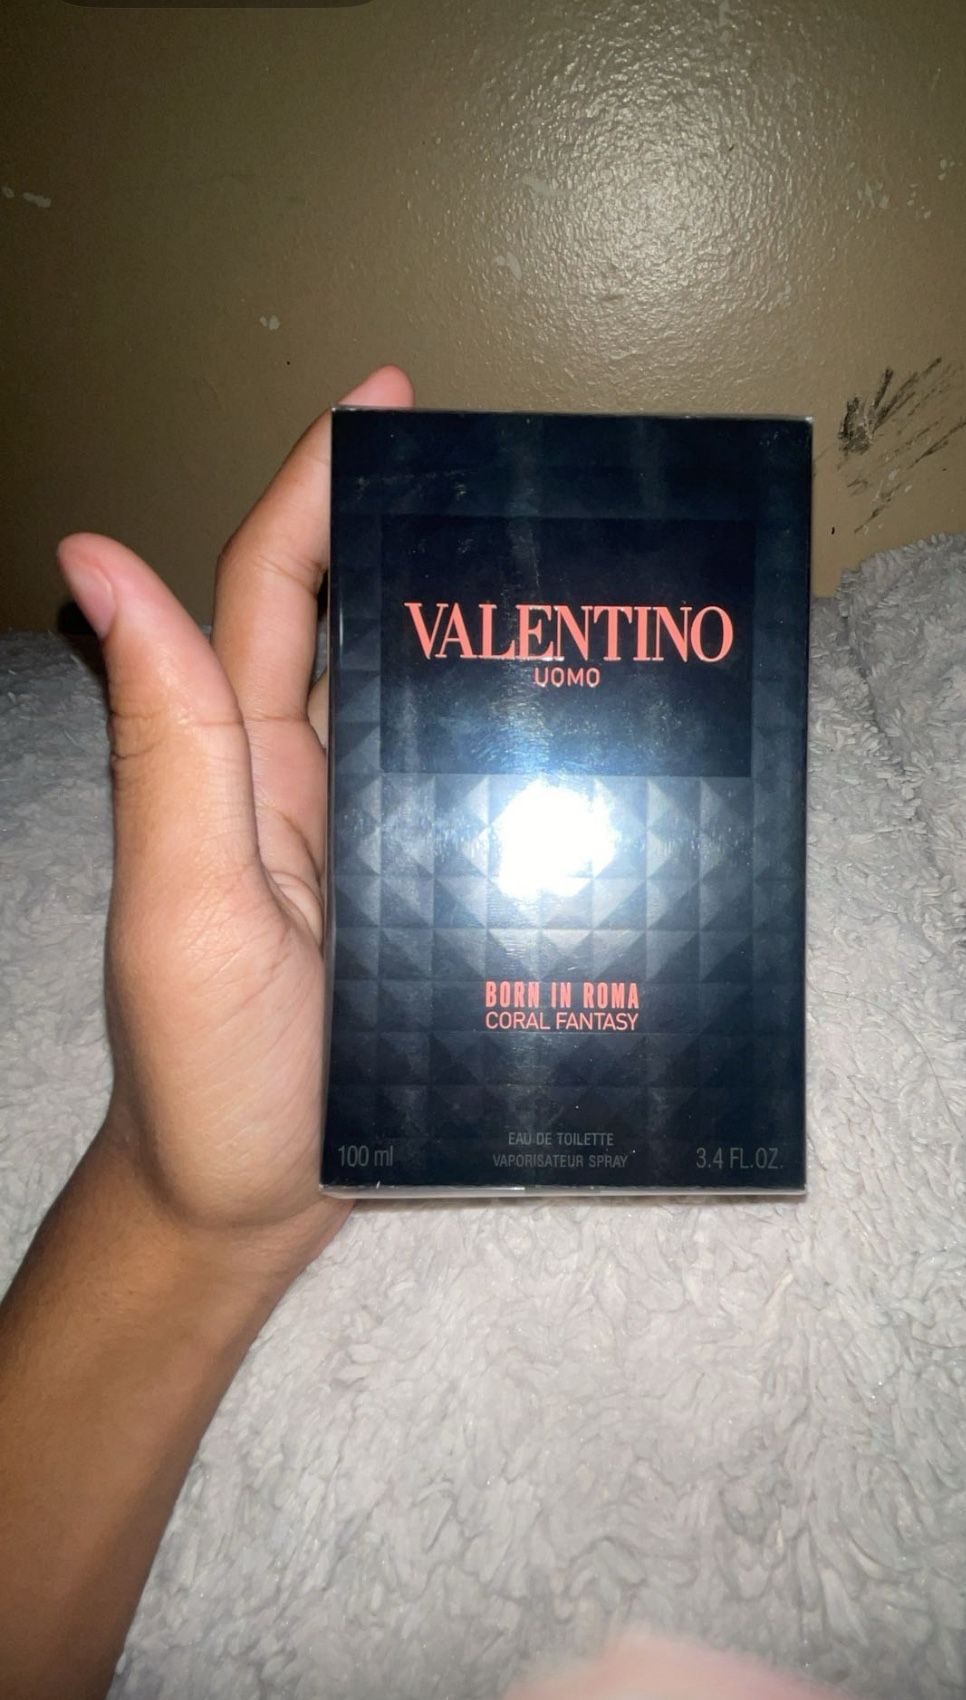 VALENTINO
UOMO
BORN IN ROMA
CORAL FANTASY
EAU DE TOILETTE
100 ml VAPORISATEUR SPRAY 3.4 FL.OZ.